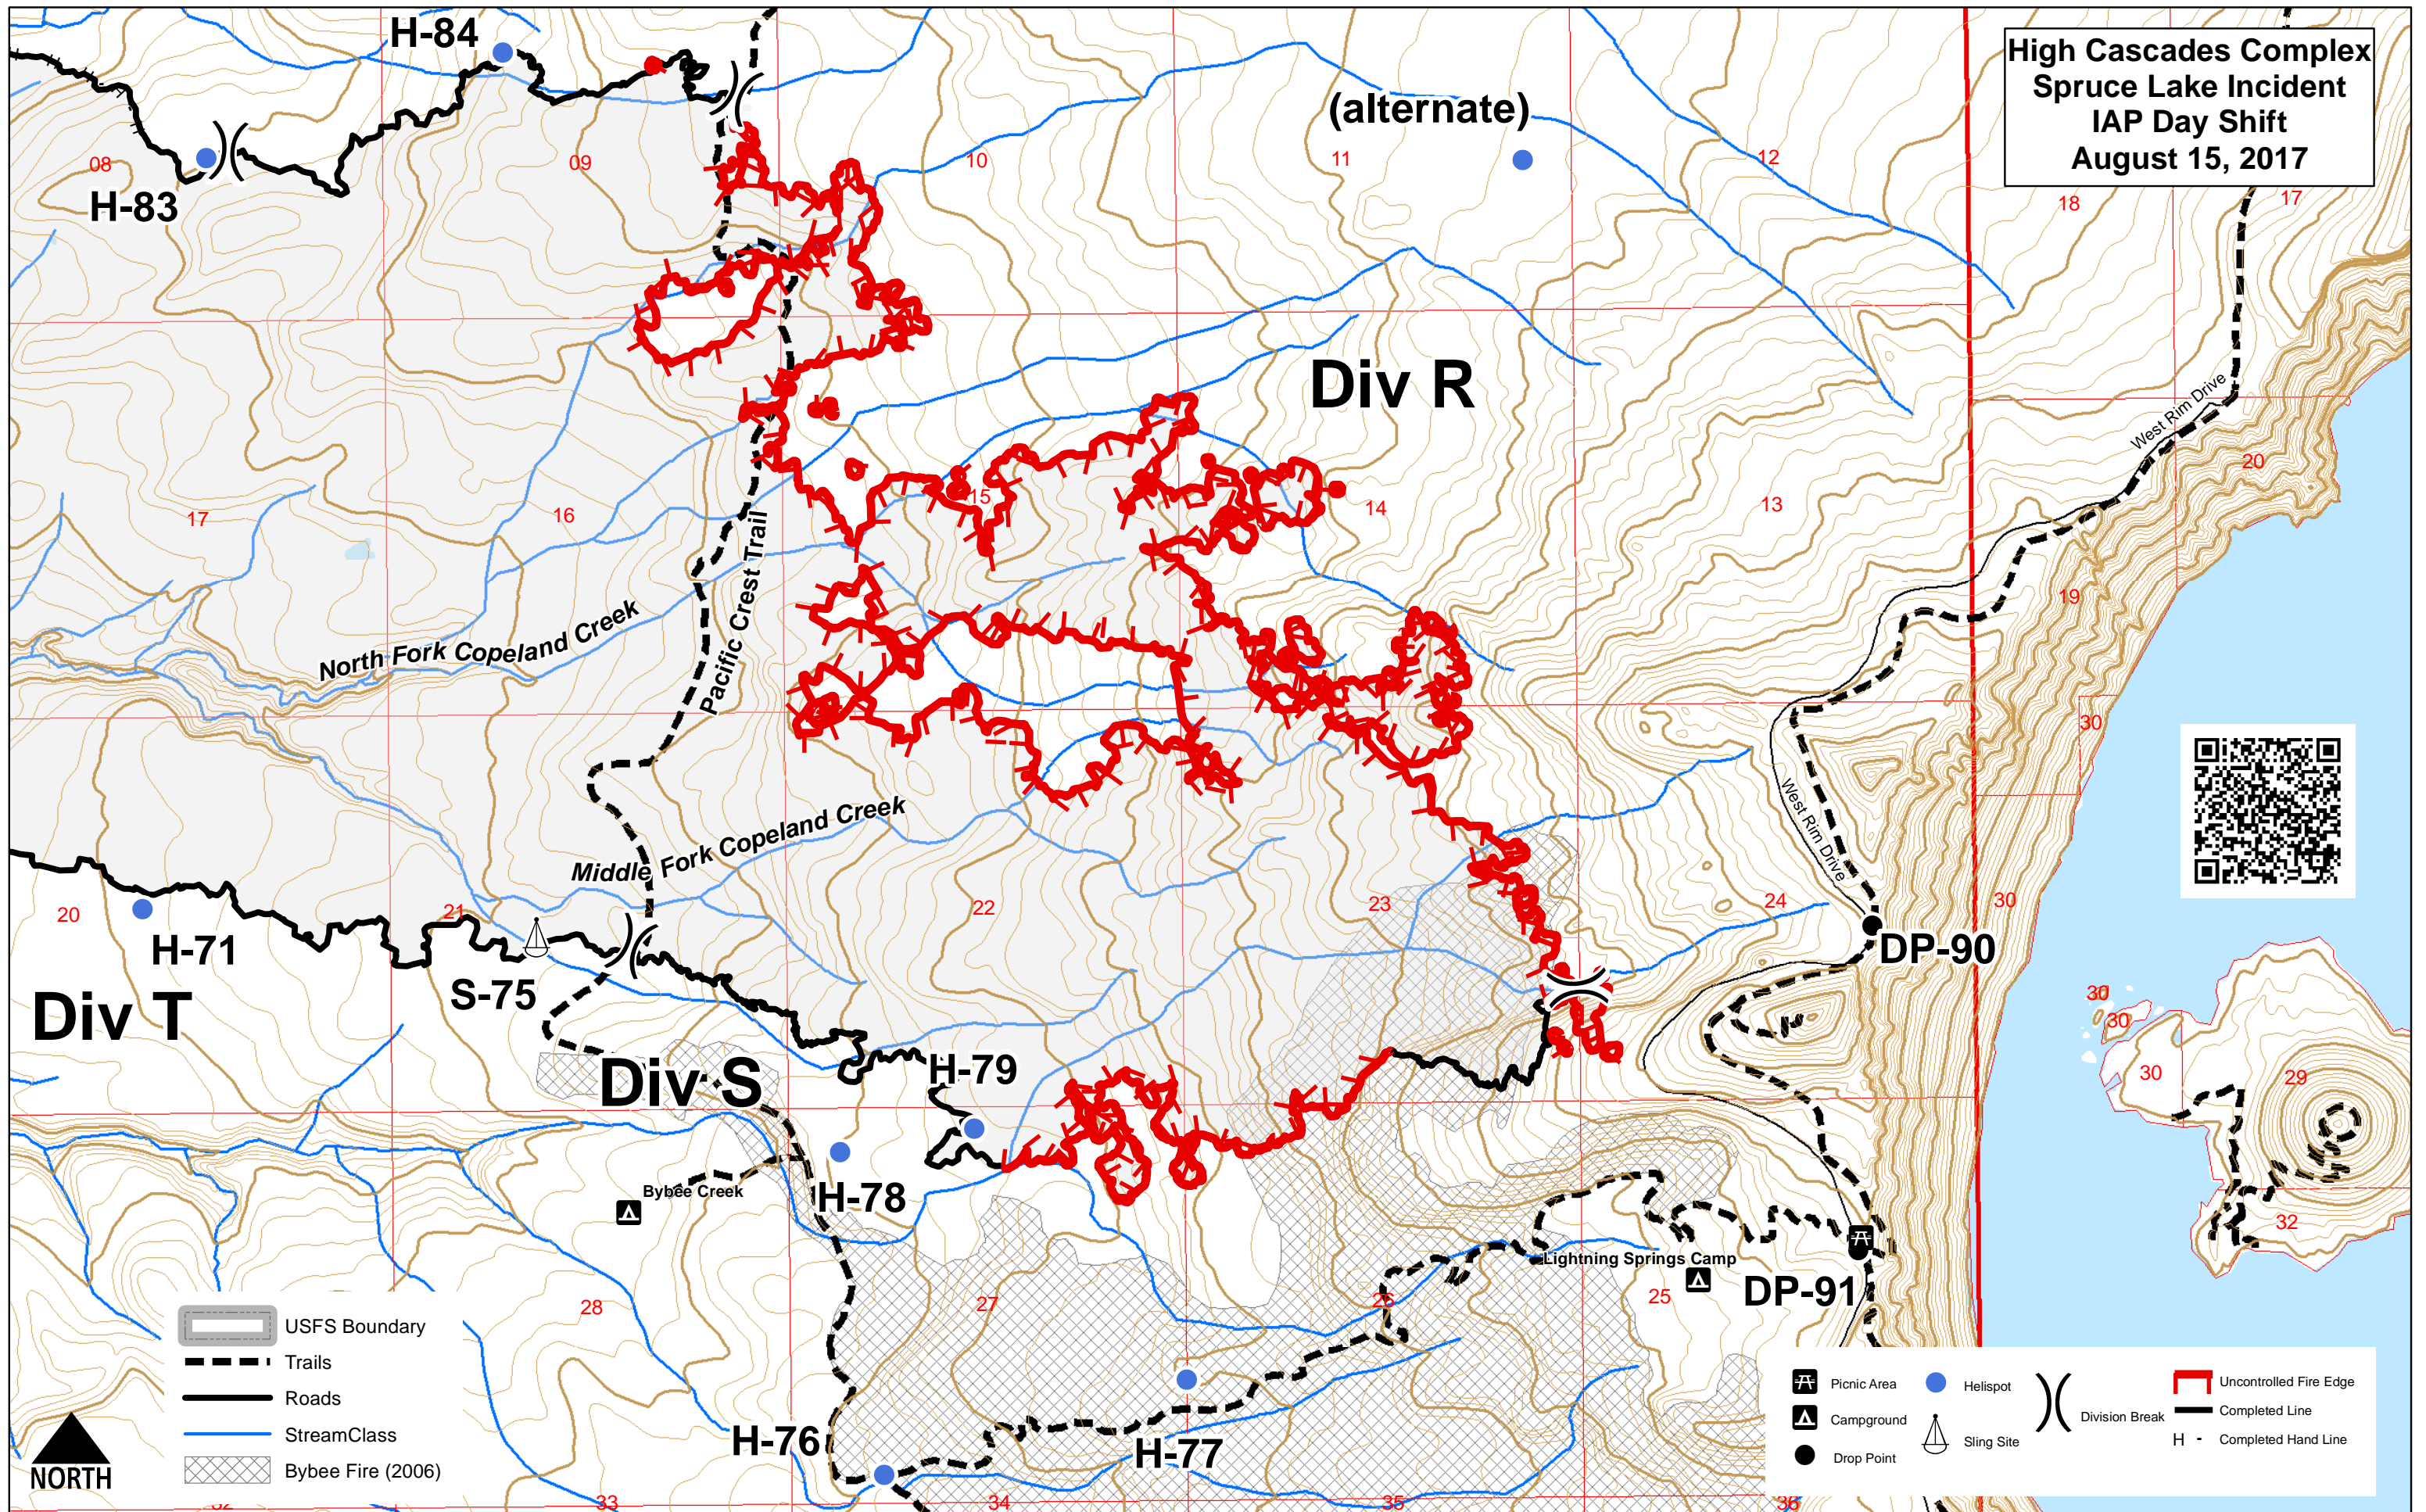 H-84
High Cascades Complex
Spruce Lake Incident
IAP Day Shift
August 15, 2017
(alternate)
08
09
10
11
12
18
17
H-83
Div R
West Rim Drive
20
17
16
15
14
13
Pacific Crest Trail
19
North Fork Copeland Creek
30
West Rim Drive
Middle Fork Copeland Creek
20
21
22
23
24
30
H-71
DP-90
S-75
Div T
30
30
Div S
H-79
30
29
Bybee Creek
H-78
32
Lightning Springs Camp
28
27
26
25
DP-91
USFS Boundary
Trails
Roads
StreamClass
Bybee Fire (2006)
NORTH
H-76
H-77
Picnic Area
Campground
Drop Point
Helispot
Sling Site
Division Break
Uncontrolled Fire Edge
Completed Line
H - Completed Hand Line
32
33
34
35
36